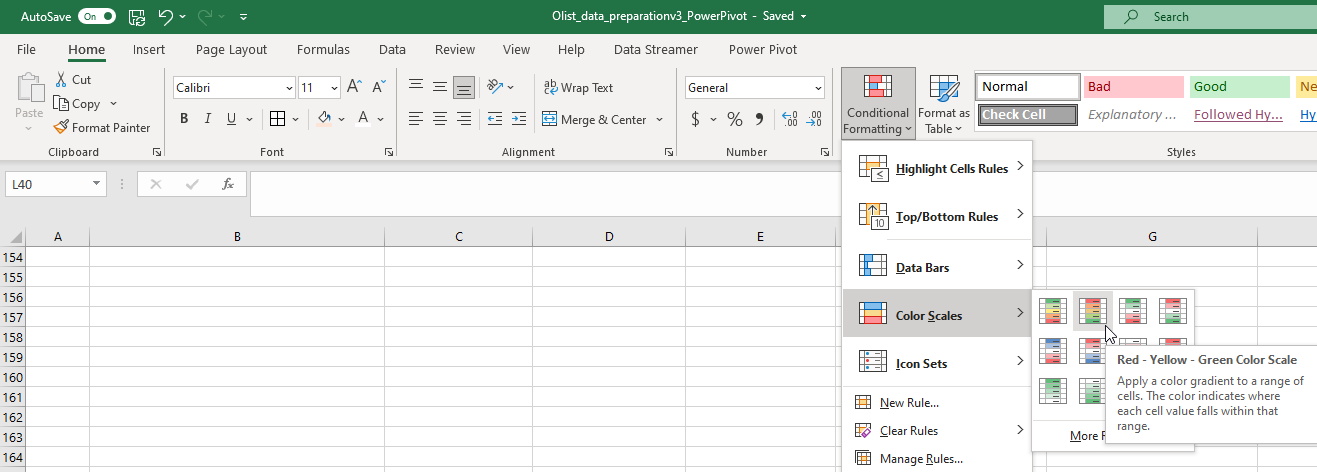 AutoSave On Olist_data_preparationv3_PowerPivot - Saved Search
File Home Insert Page Layout Formulas Data Review View Help Data Streamer Power Pivot
Paste
Cut
Copy
Format Painter
Clipboard
Calibri 11
B I U
Font
ab Wrap Text
Merge & Center
Alignment
General
$ %
Number
Conditional Formatting
Format as Table
Normal Bad Good Ne
Check Cell Explanatory ... Followed Hy... Hy
Styles
L40 fx
A B C D E G
154
155
156
157
158
159
160
161
162
163
164
Highlight Cells Rules
Top/Bottom Rules
Data Bars
Color Scales
Icon Sets
New Rule...
Clear Rules
Manage Rules...
More
Red - Yellow - Green Color Scale
Apply a color gradient to a range of
cells. The color indicates where
each cell value falls within that
range.